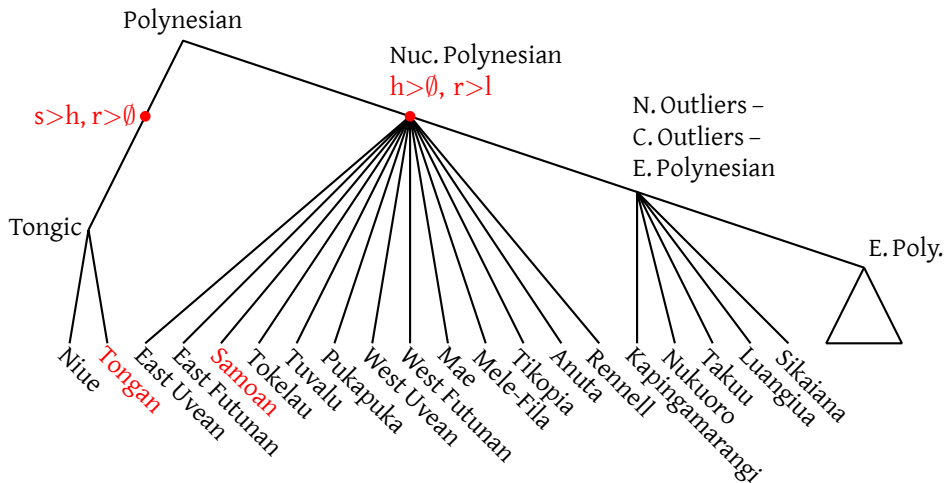 Polynesian
Nuc. Polynesian
h>∅, r>l
s>h, r>∅
N. Outliers –
C. Outliers –
E. Polynesian
Tongic
E. Poly.
Niue
Tongan
East Uvean
East Futunan
Samoan
Tokelau
Tuvalu
Pukapuka
West Uvean
West Futunan
Mae
Mele-Fila
Tikopia
Anuta
Rennell
Kapingamarangi
Nukuoro
Takuu
Luangiua
Sikaiana